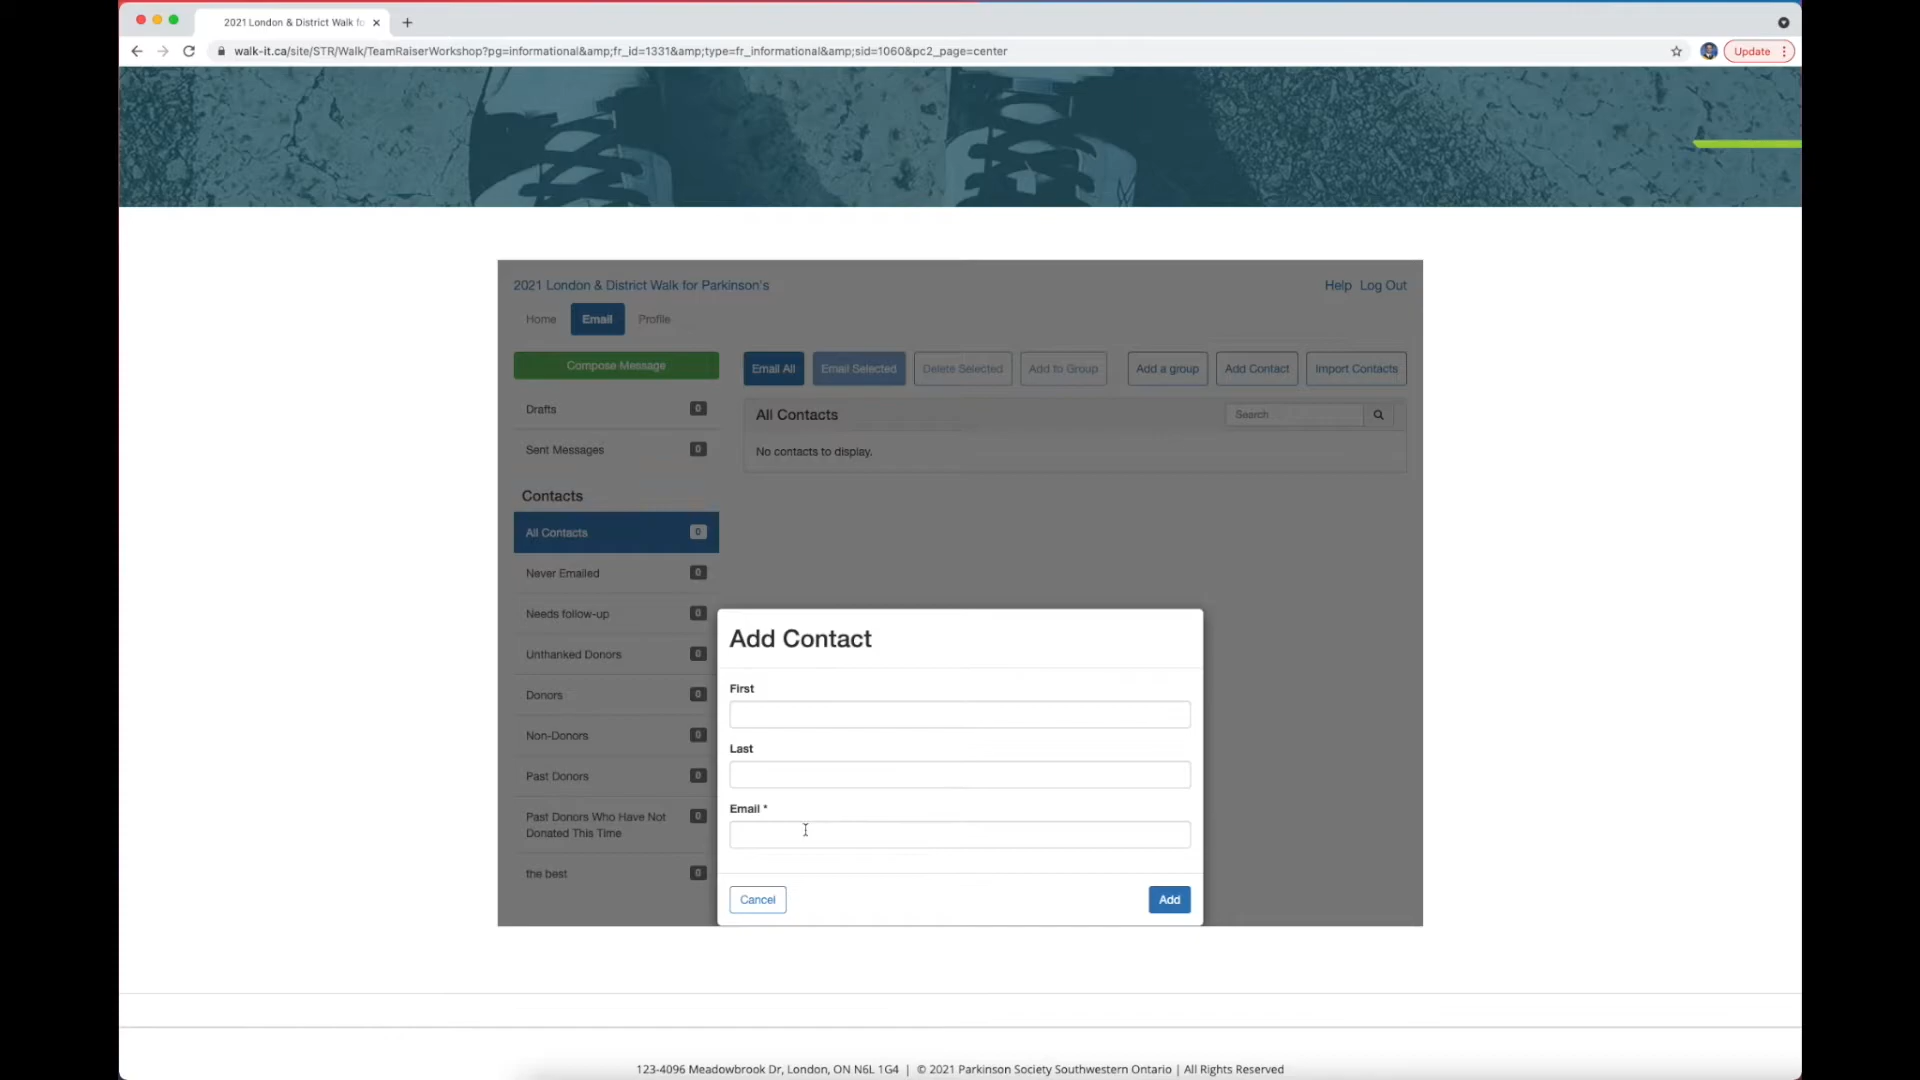 2021 London & District Walk fo
walk-it.ca/site/STR/Walk/TeamRaiserWorkshop?pg=informational&amp;fr_id=1331&amp;type=fr_informational&amp;sid=1060&pc2_page=center
Update
2021 London & District Walk for Parkinson's
Help Log Out
Home Email Profile
Compose Message
Email All Email Selected Delete Selected Add to Group Add a group Add Contact Import Contacts
Drafts 0
All Contacts
Search
Sent Messages 0
No contacts to display.
Contacts
All Contacts 0
Never Emailed 0
Needs follow-up 0
Unthanked Donors 0
Donors 0
Non-Donors 0
Past Donors 0
Past Donors Who Have Not 0
Donated This Time
the best 0
Add Contact
First
Last
Email *
Cancel
Add
123-4096 Meadowbrook Dr, London, ON N6L 1G4 | © 2021 Parkinson Society Southwestern Ontario | All Rights Reserved